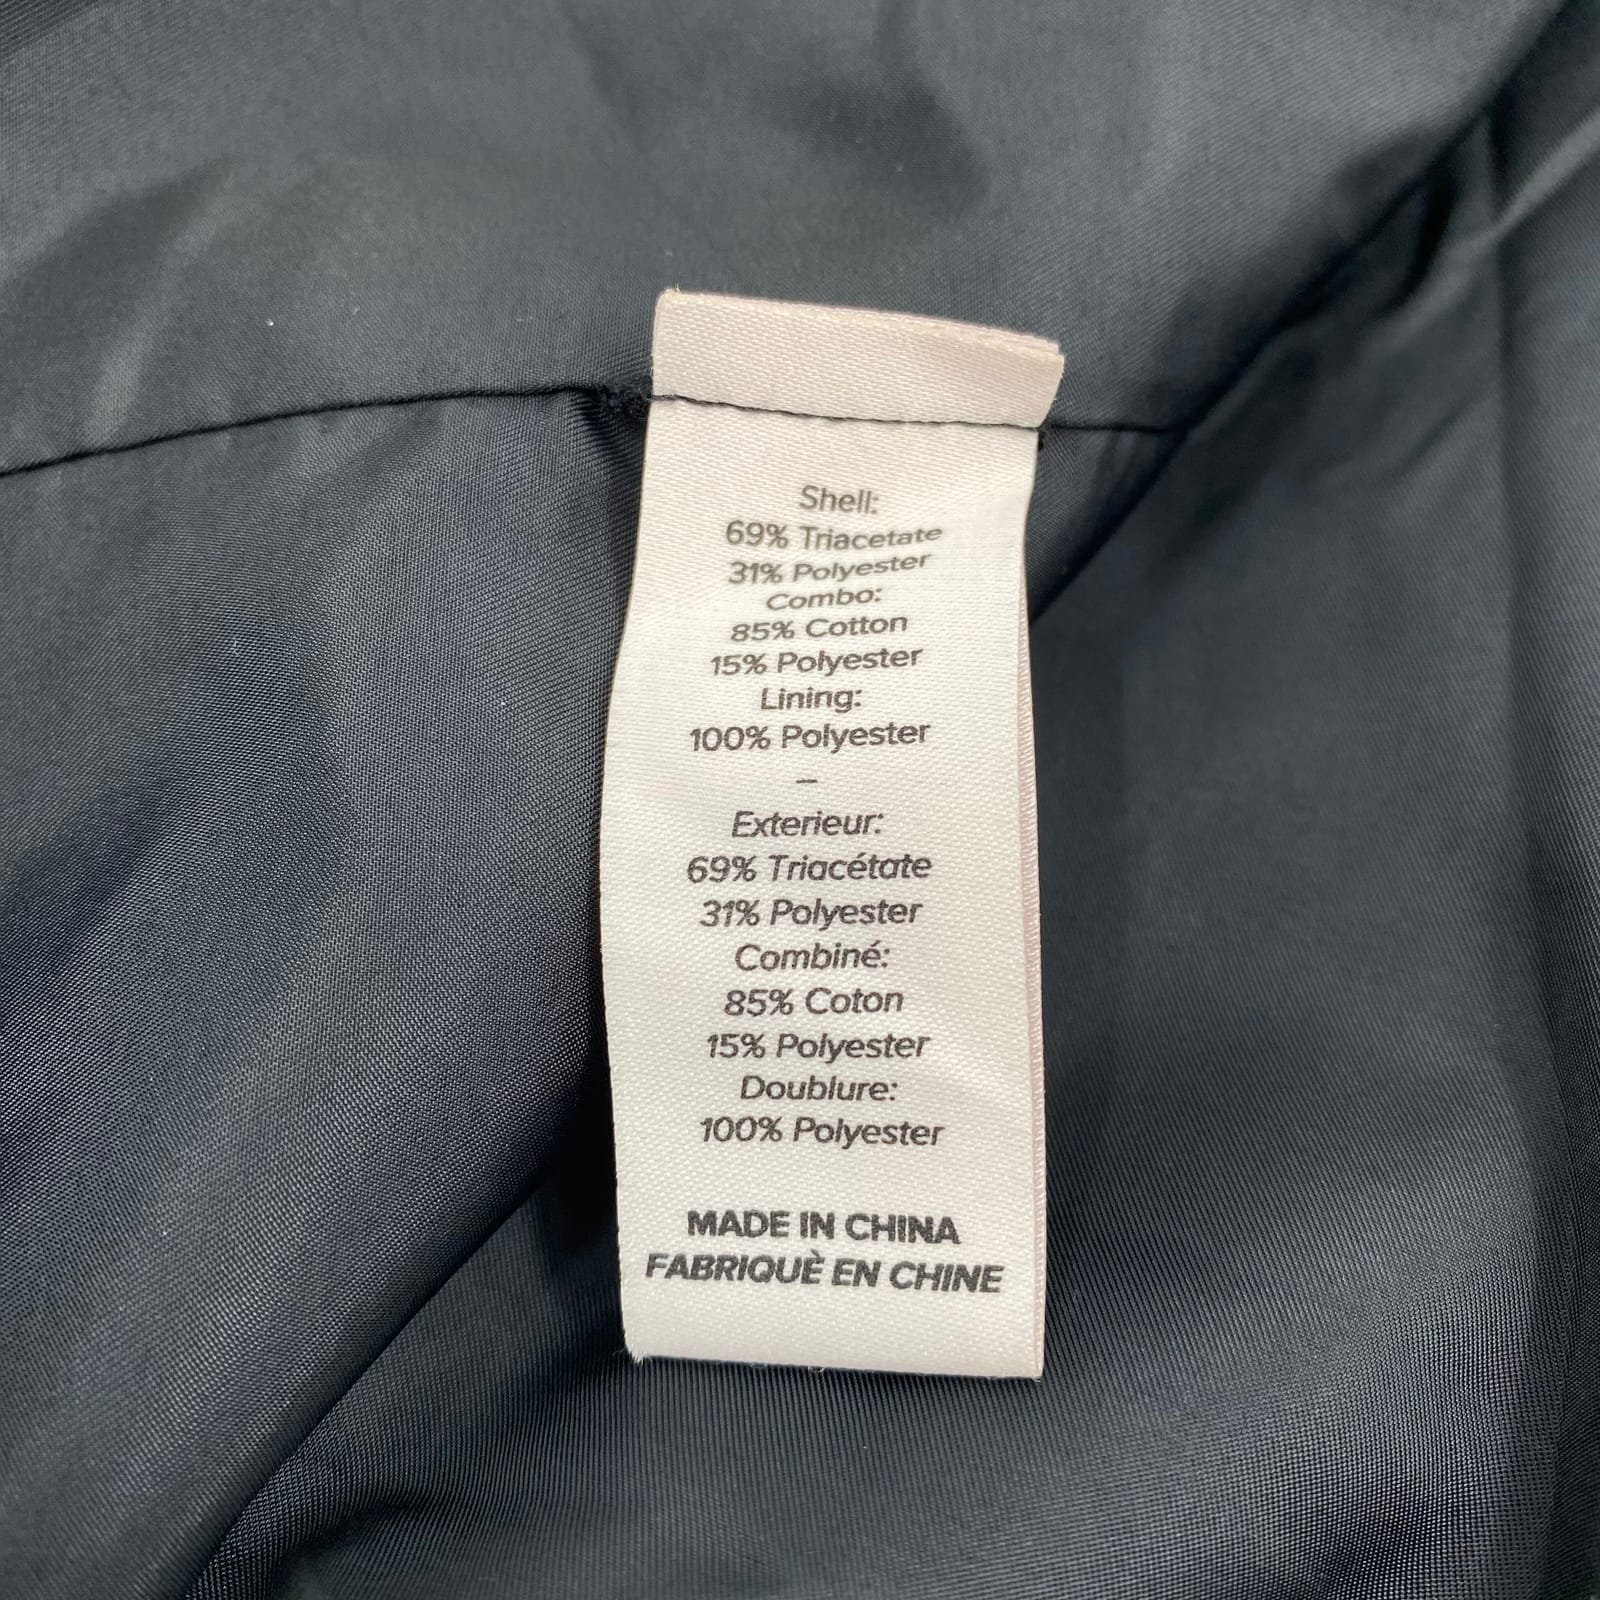 Shell:
69% Triacetate
31% Polyester
Combo:
85% Cotton
15% Polyester
Lining:
100% Polyester
–
Exterieur:
69% Triacétate
31% Polyester
Combiné:
85% Coton
15% Polyester
Doublure:
100% Polyester
MADE IN CHINA
FABRIQUÈ EN CHINE